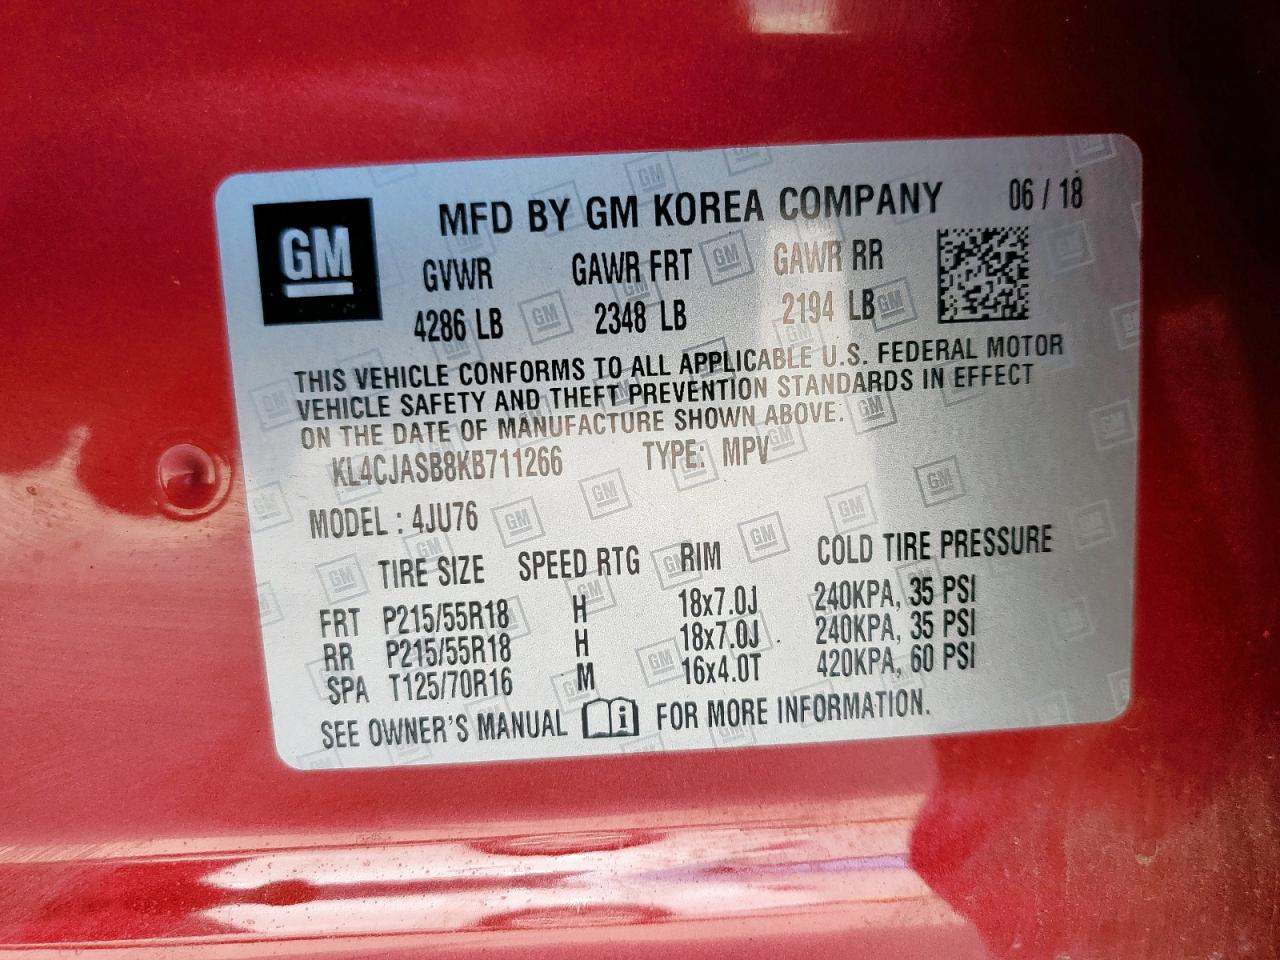 GM MFD BY GM KOREA COMPANY 06 / 18
GVWR GAWR FRT GAWR RR
4286 LB 2348 LB 2194 LB
THIS VEHICLE CONFORMS TO ALL APPLICABLE U.S. FEDERAL MOTOR
VEHICLE SAFETY AND THEFT PREVENTION STANDARDS IN EFFECT
ON THE DATE OF MANUFACTURE SHOWN ABOVE.
KL4CJASB8KB711266 TYPE: MPV
MODEL : 4JU76
TIRE SIZE SPEED RTG RIM COLD TIRE PRESSURE
FRT P215/55R18 H 18x7.0J 240KPA, 35 PSI
RR P215/55R18 H 18x7.0J 240KPA, 35 PSI
SPA T125/70R16 M 16x4.0T 420KPA, 60 PSI
SEE OWNER'S MANUAL i FOR MORE INFORMATION.